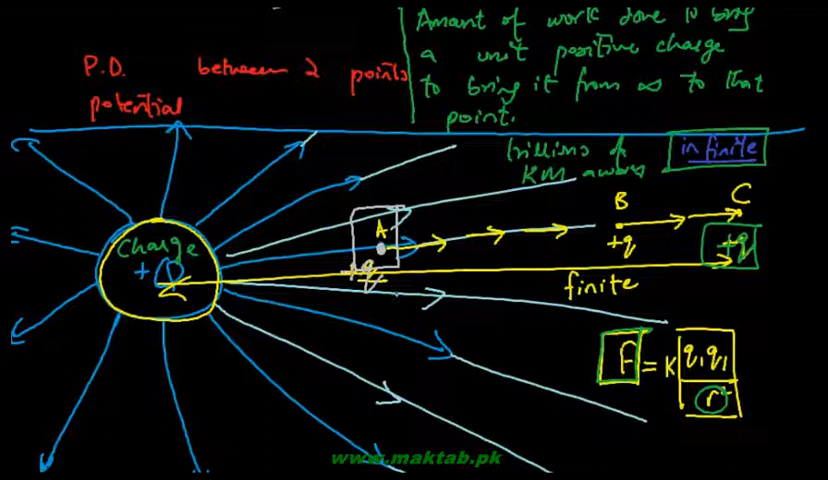 Amount of work done to bring
a unit positive charge
to bring it from ∞ to that
point.
P.D. between 2 points
potential
trillions of
KM away
infinite
Charge
+Q
A
+q
B
+q
C
+q
finite
F = K q₁q₁
r²
www.maktab.pk